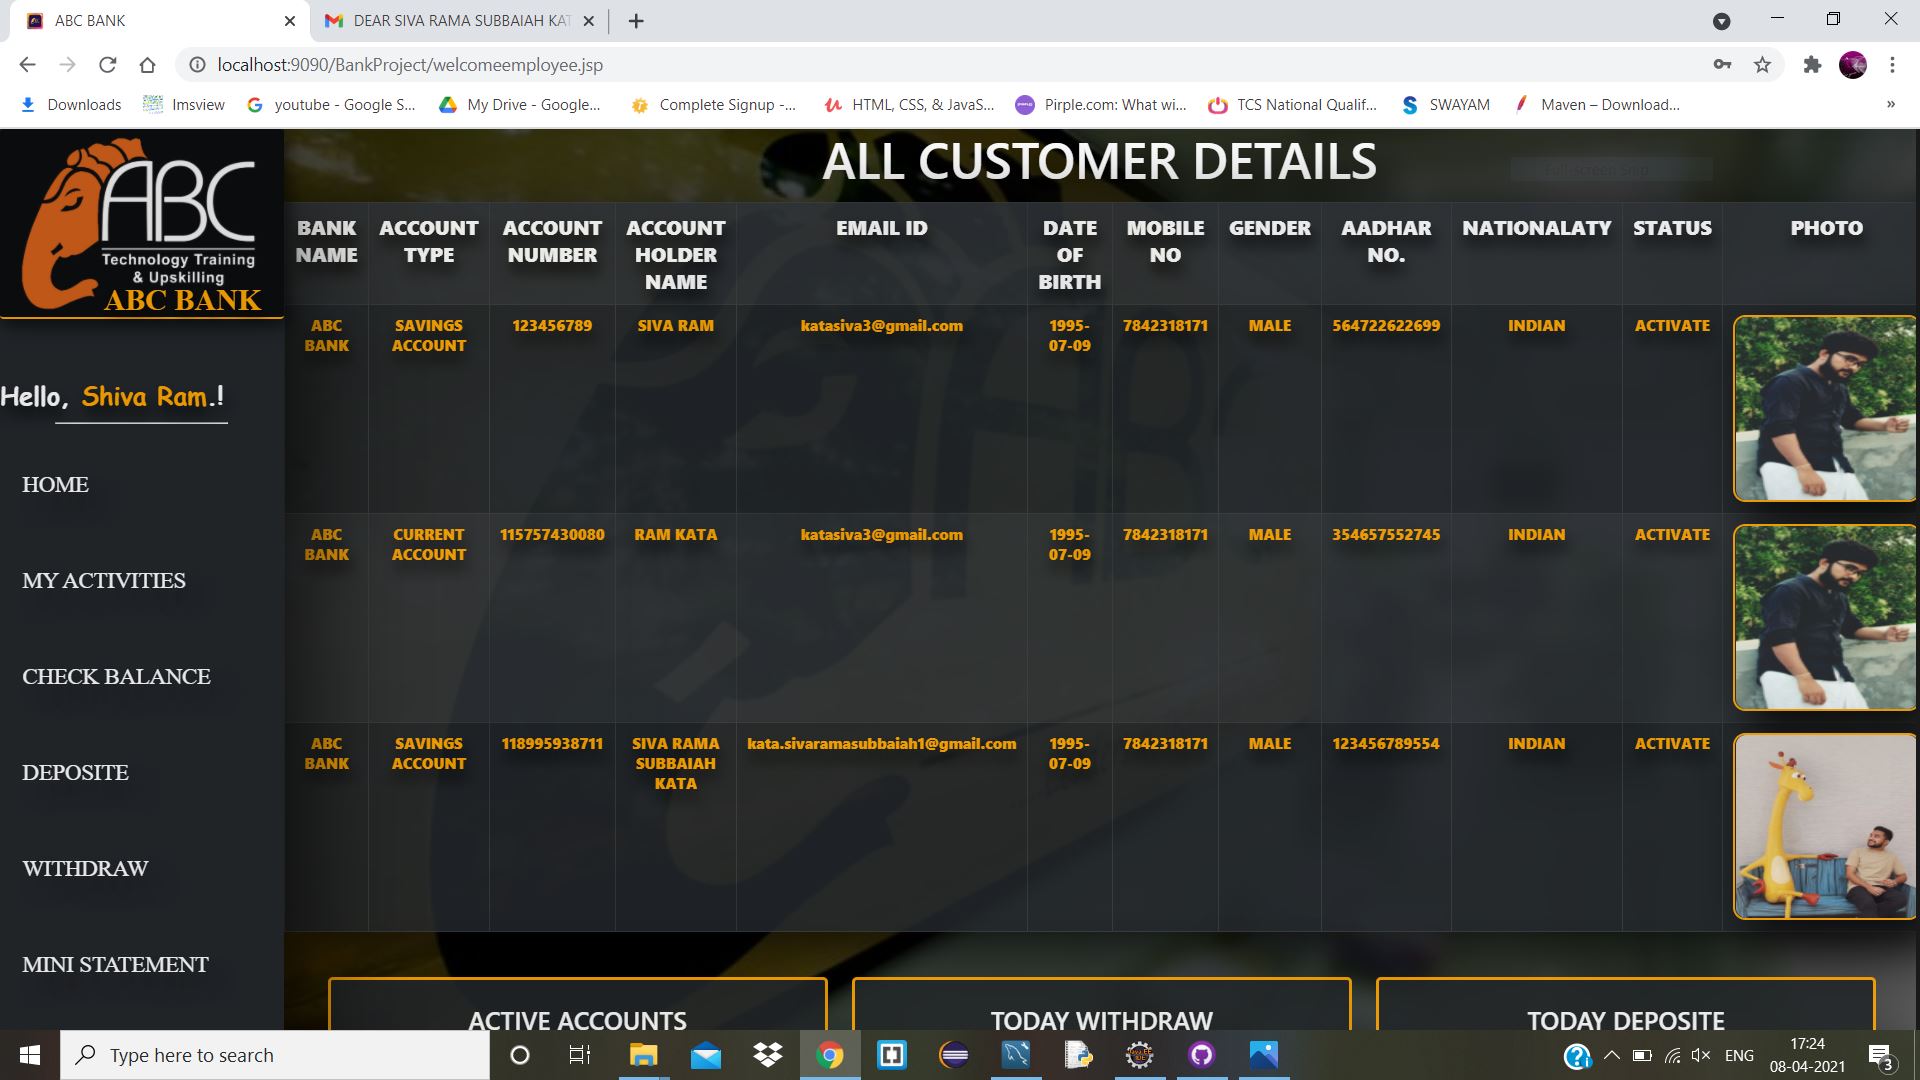 ABC BANK
DEAR SIVA RAMA SUBBAIAH KAT
localhost:9090/BankProject/welcomeemployee.jsp
Downloads
Imsview
youtube - Google S...
My Drive - Google...
Complete Signup -...
HTML, CSS, & JavaS...
Pirple.com: What wi...
TCS National Qualif...
SWAYAM
Maven – Download...
»
ABC
Technology Training
& Upskilling
ABC BANK
Hello, Shiva Ram.!
HOME
MY ACTIVITIES
CHECK BALANCE
DEPOSITE
WITHDRAW
MINI STATEMENT
ALL CUSTOMER DETAILS
Full-screen Snip
BANK NAME ACCOUNT TYPE ACCOUNT NUMBER ACCOUNT HOLDER NAME EMAIL ID DATE OF BIRTH MOBILE NO GENDER AADHAR NO. NATIONALATY STATUS PHOTO
ABC BANK SAVINGS ACCOUNT 123456789 SIVA RAM katasiva3@gmail.com 1995-07-09 7842318171 MALE 564722622699 INDIAN ACTIVATE
ABC BANK CURRENT ACCOUNT 115757430080 RAM KATA katasiva3@gmail.com 1995-07-09 7842318171 MALE 354657552745 INDIAN ACTIVATE
ABC BANK SAVINGS ACCOUNT 118995938711 SIVA RAMA SUBBAIAH KATA kata.sivaramasubbaiah1@gmail.com 1995-07-09 7842318171 MALE 123456789554 INDIAN ACTIVATE
ACTIVE ACCOUNTS
TODAY WITHDRAW
TODAY DEPOSITE
Type here to search
ENG
17:24
08-04-2021
3